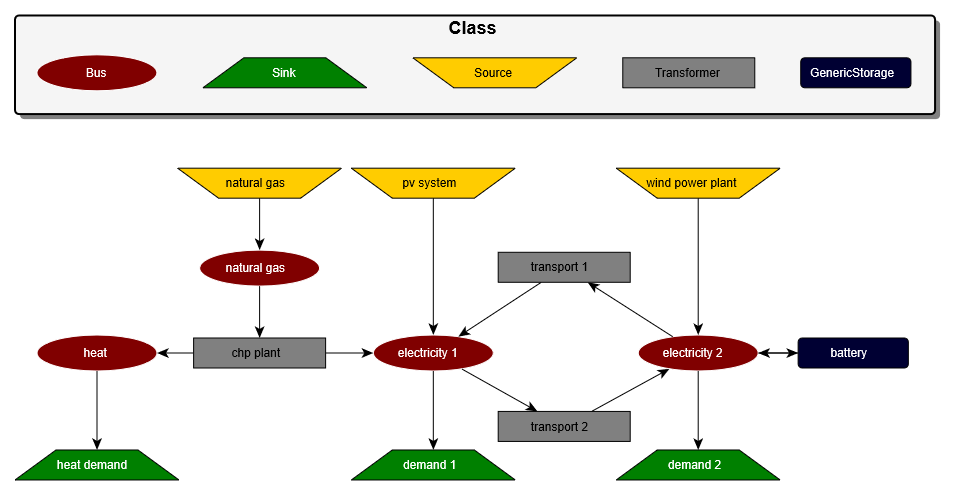 Class
Bus
Sink
Source
Transformer
GenericStorage
natural gas
pv system
wind power plant
natural gas
transport 1
heat
chp plant
electricity 1
electricity 2
battery
transport 2
heat demand
demand 1
demand 2